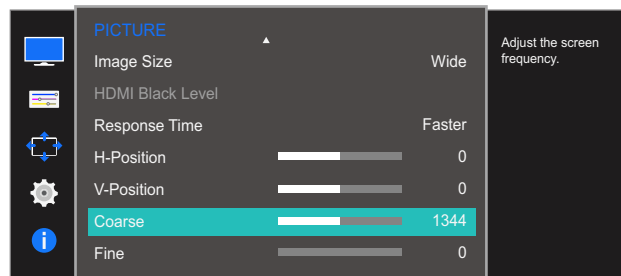 PICTURE
Image Size Wide
HDMI Black Level
Response Time Faster
H-Position 0
V-Position 0
Coarse 1344
Fine 0
Adjust the screen
frequency.
i